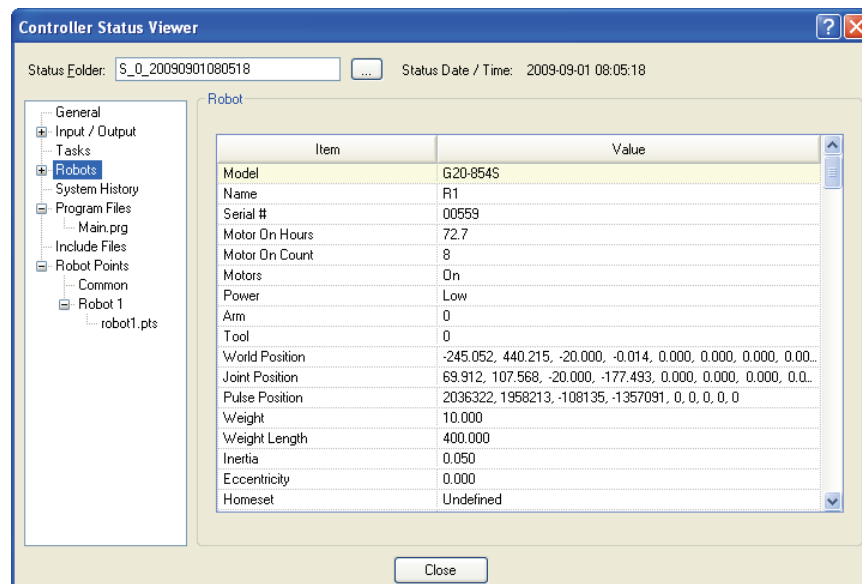 Controller Status Viewer
Status Folder: S_0_20090901080518 ... Status Date / Time: 2009-09-01 08:05:18
General
Input / Output
Tasks
Robots
System History
Program Files
Main.prg
Include Files
Robot Points
Common
Robot 1
robot1.pts
Robot
Item Value
Model G20-854S
Name R1
Serial # 00559
Motor On Hours 72.7
Motor On Count 8
Motors On
Power Low
Arm 0
Tool 0
World Position -245.052, 440.215, -20.000, -0.014, 0.000, 0.000, 0.000, 0.00...
Joint Position 69.912, 107.568, -20.000, -177.493, 0.000, 0.000, 0.000, 0.0...
Pulse Position 2036322, 1958213, -108135, -1357091, 0, 0, 0, 0, 0
Weight 10.000
Weight Length 400.000
Inertia 0.050
Eccentricity 0.000
Homeset Undefined
Close